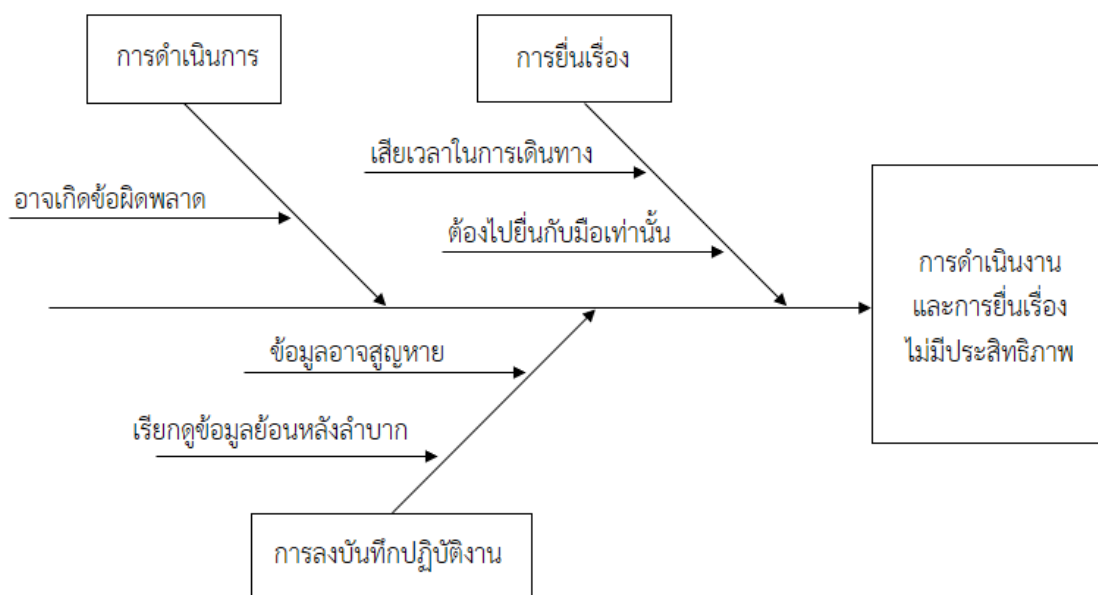 การดำเนินการ
การยื่นเรื่อง
เสียเวลาในการเดินทาง
อาจเกิดข้อผิดพลาด
ต้องไปยื่นกับมือเท่านั้น
การดำเนินงาน
และการยื่นเรื่อง
ไม่มีประสิทธิภาพ
ข้อมูลอาจสูญหาย
เรียกดูข้อมูลย้อนหลังลำบาก
การลงบันทึกปฏิบัติงาน